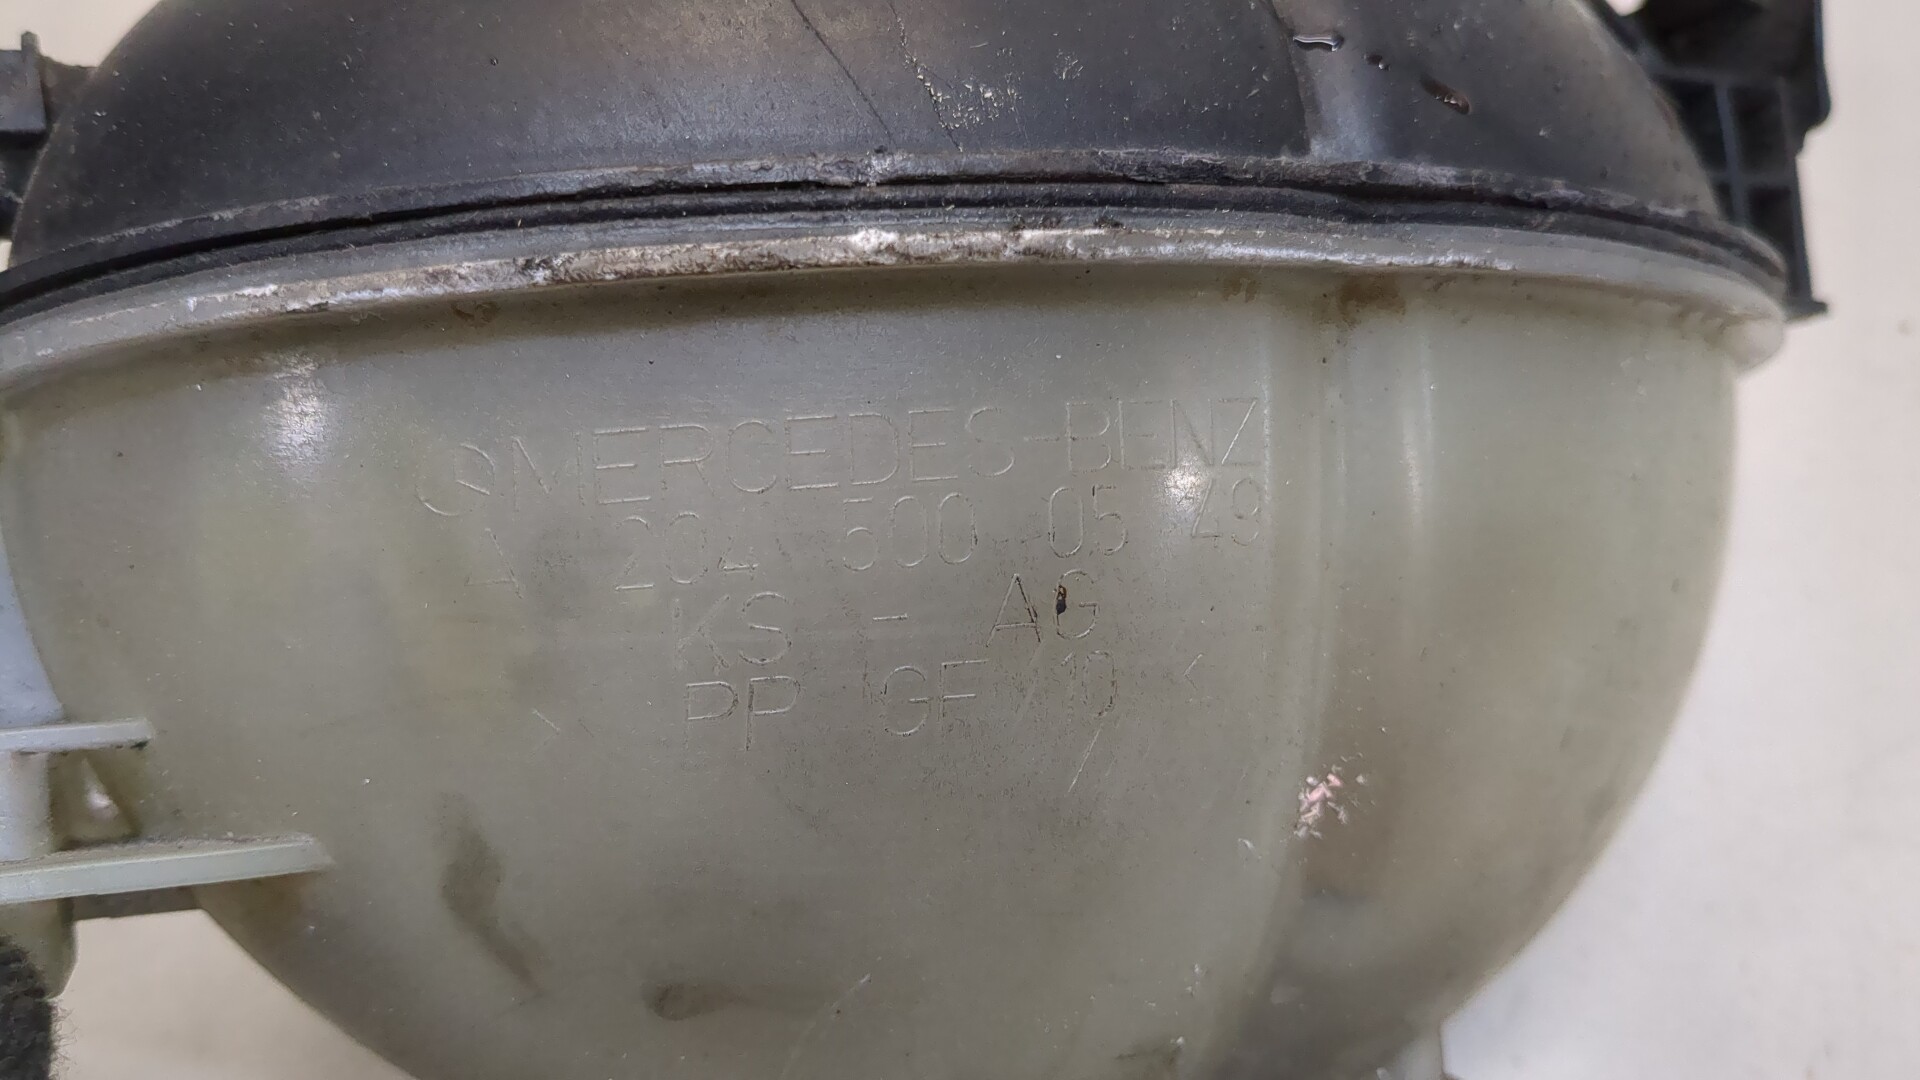 MERCEDES-BENZ
A 204 500 05 49
KS - AG
> PP GF 10 <